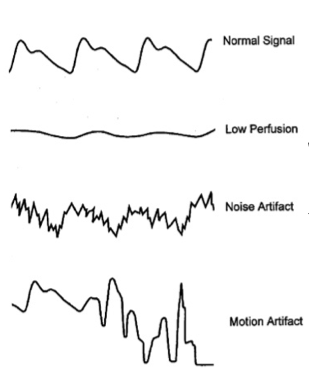 Normal Signal
Low Perfusion
Noise Artifact
Motion Artifact